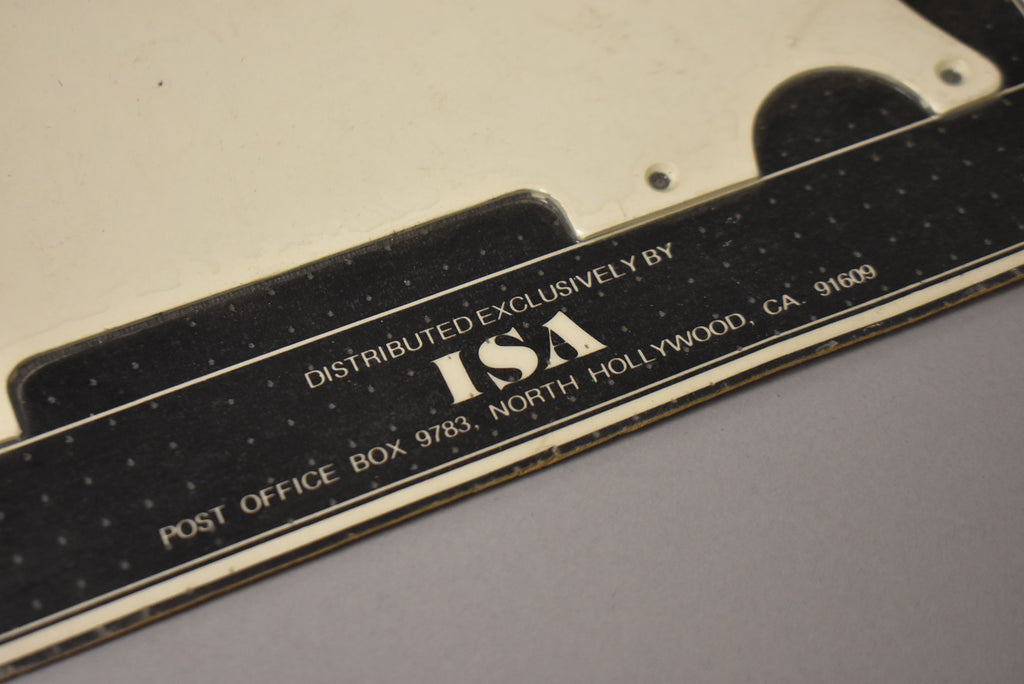 DISTRIBUTED EXCLUSIVELY BY
ISA
POST OFFICE BOX 9783, NORTH HOLLYWOOD, CA. 91609